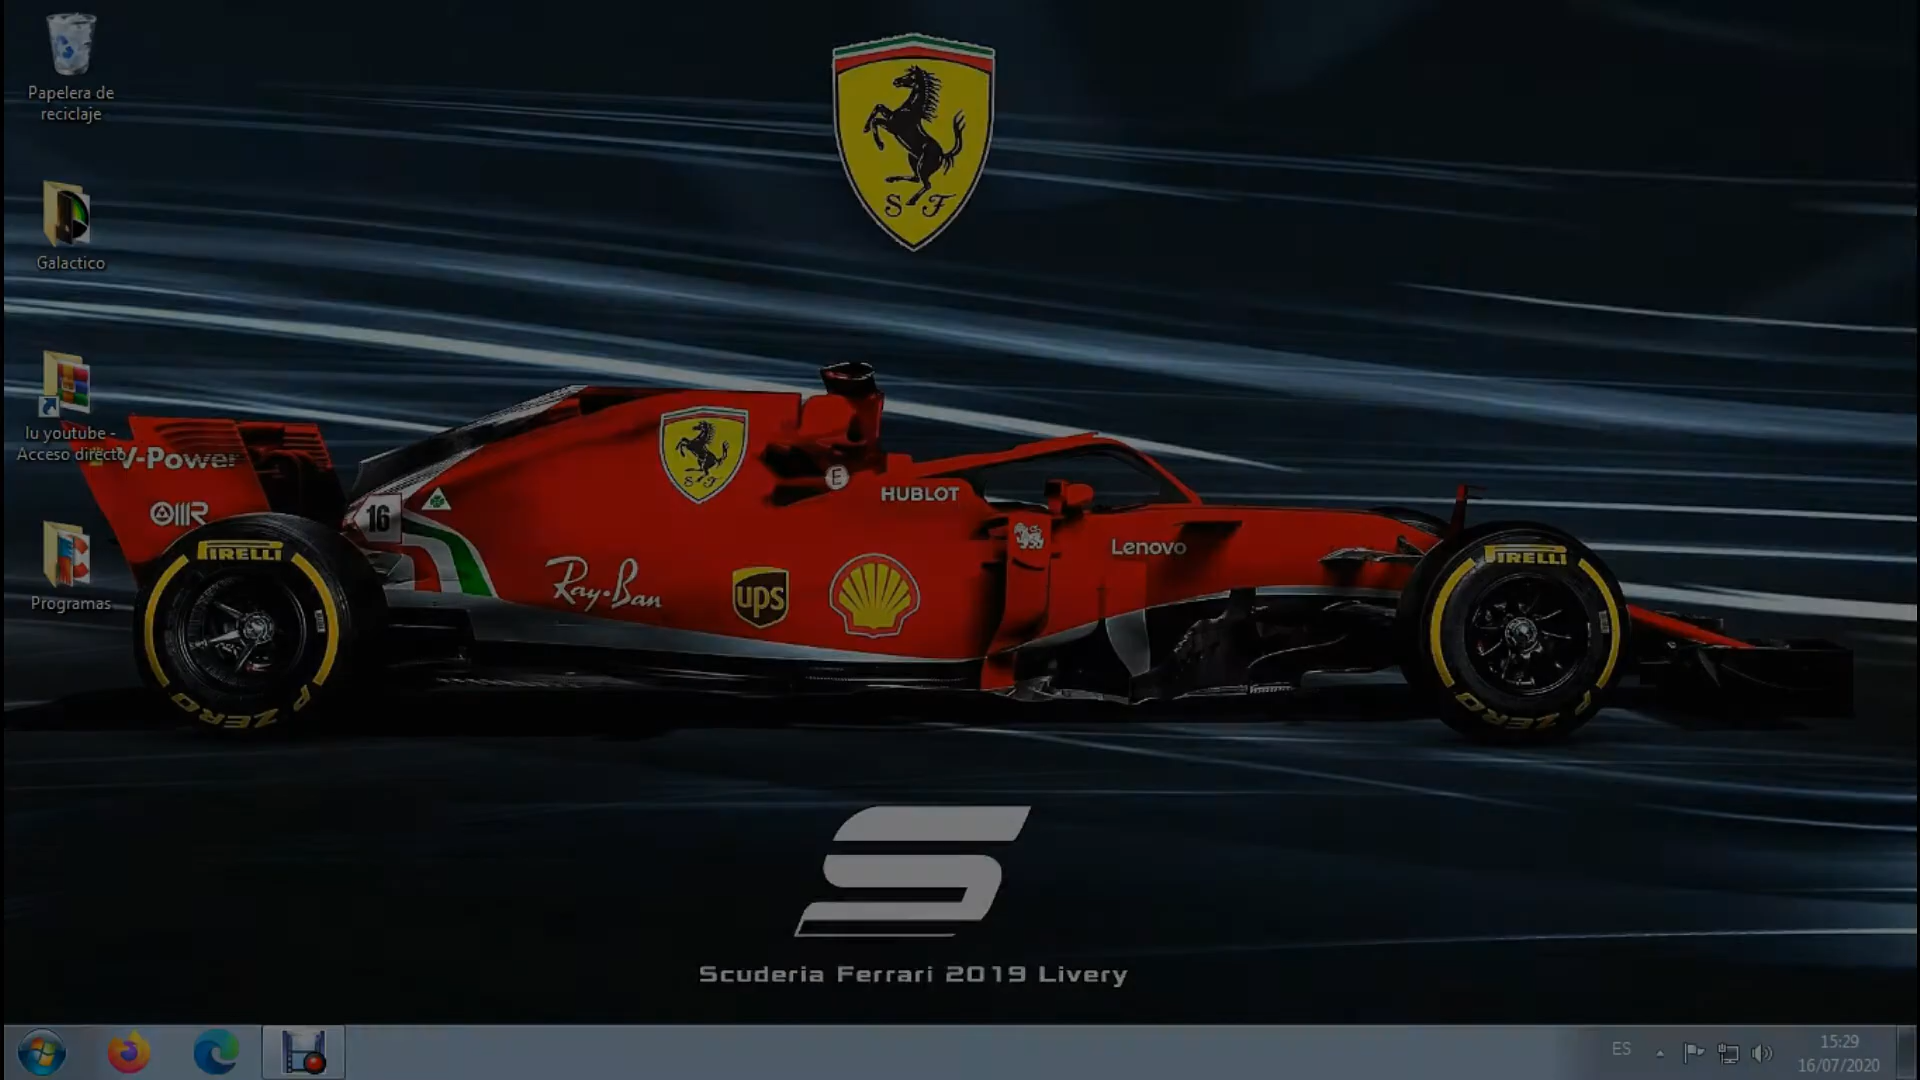 Papelera de
reciclaje
Galactico
lu youtube -
Acceso directo
Programas
S F
V-Power
OMR
16
S F
E
HUBLOT
Lenovo
Ray-Ban
ups
PIRELLI
P ZERO
PIRELLI
P ZERO
Scuderia Ferrari 2019 Livery
ES
15:29
16/07/2020